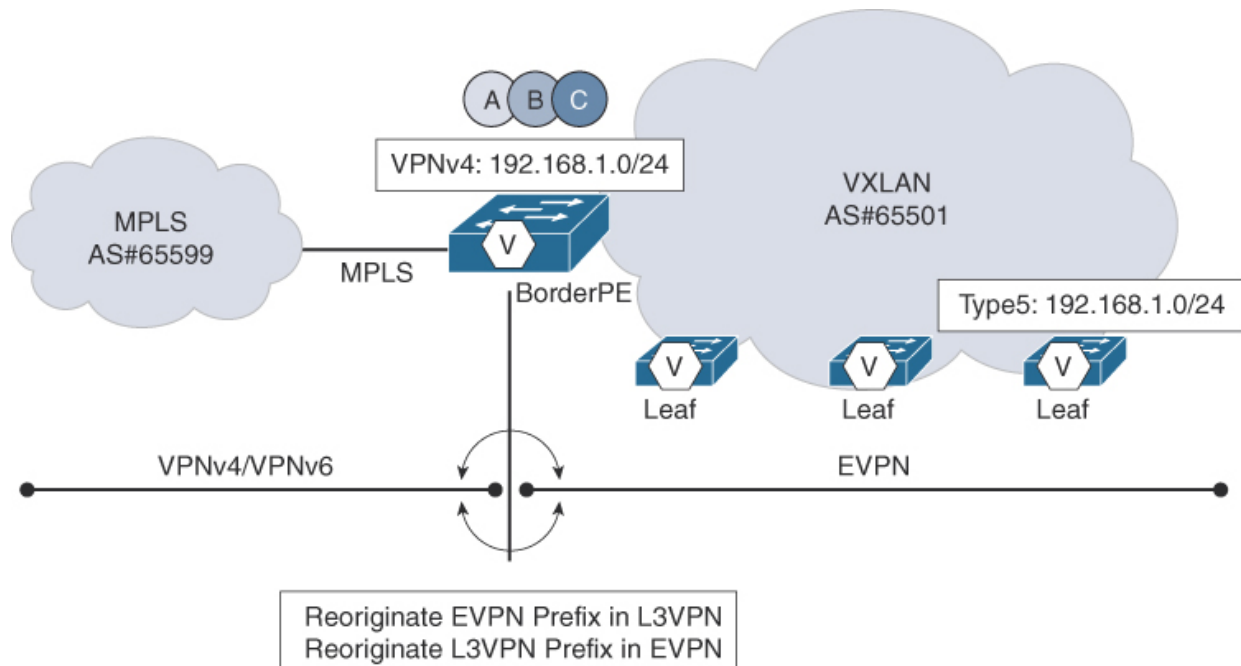 A B C
VPNv4: 192.168.1.0/24
VXLAN
AS#65501
MPLS
AS#65599
V
MPLS
BorderPE
Type5: 192.168.1.0/24
V
V
V
Leaf
Leaf
Leaf
VPNv4/VPNv6
EVPN
Reoriginate EVPN Prefix in L3VPN
Reoriginate L3VPN Prefix in EVPN